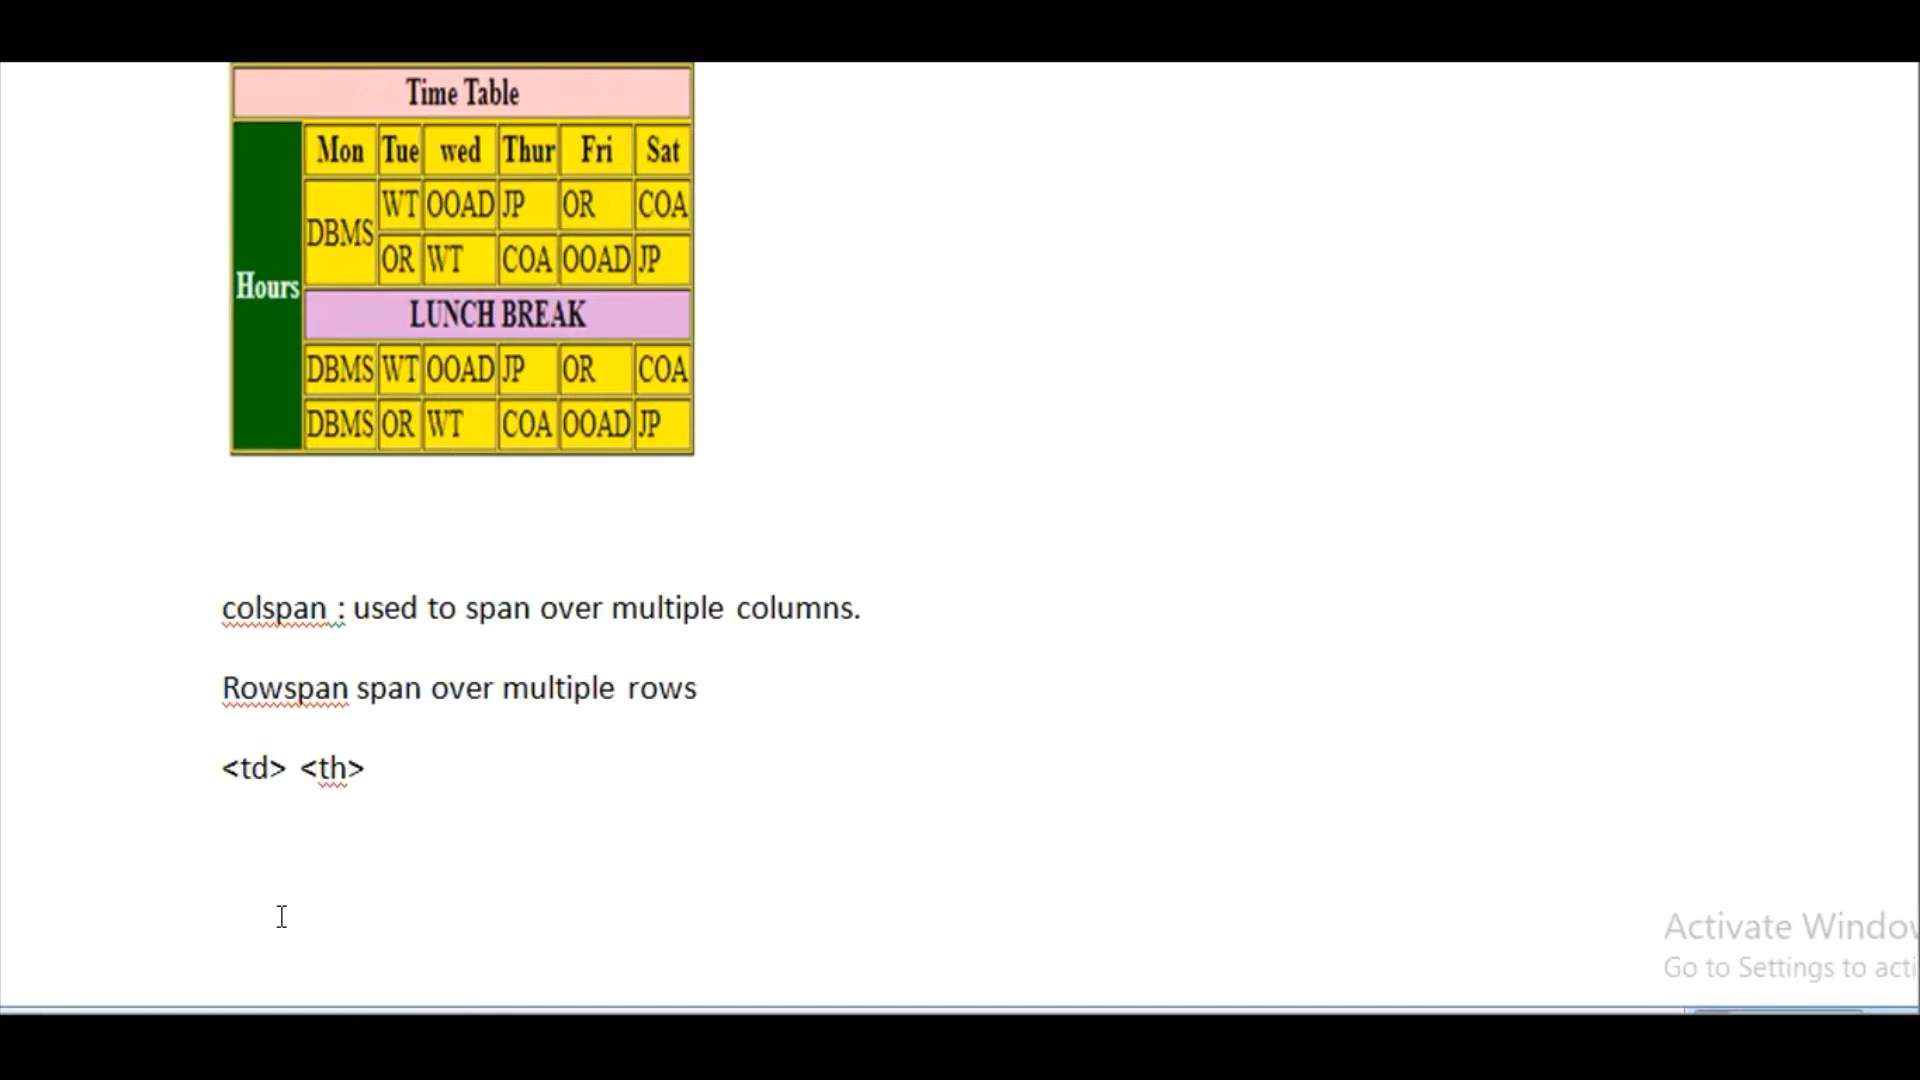 Time Table
Mon Tue wed Thur Fri Sat
DBMS WT OOAD JP OR COA
OR WT COA OOAD JP
Hours
LUNCH BREAK
DBMS WT OOAD JP OR COA
DBMS OR WT COA OOAD JP
colspan : used to span over multiple columns.
Rowspan span over multiple rows
<td> <th>
Activate Window
Go to Settings to acti